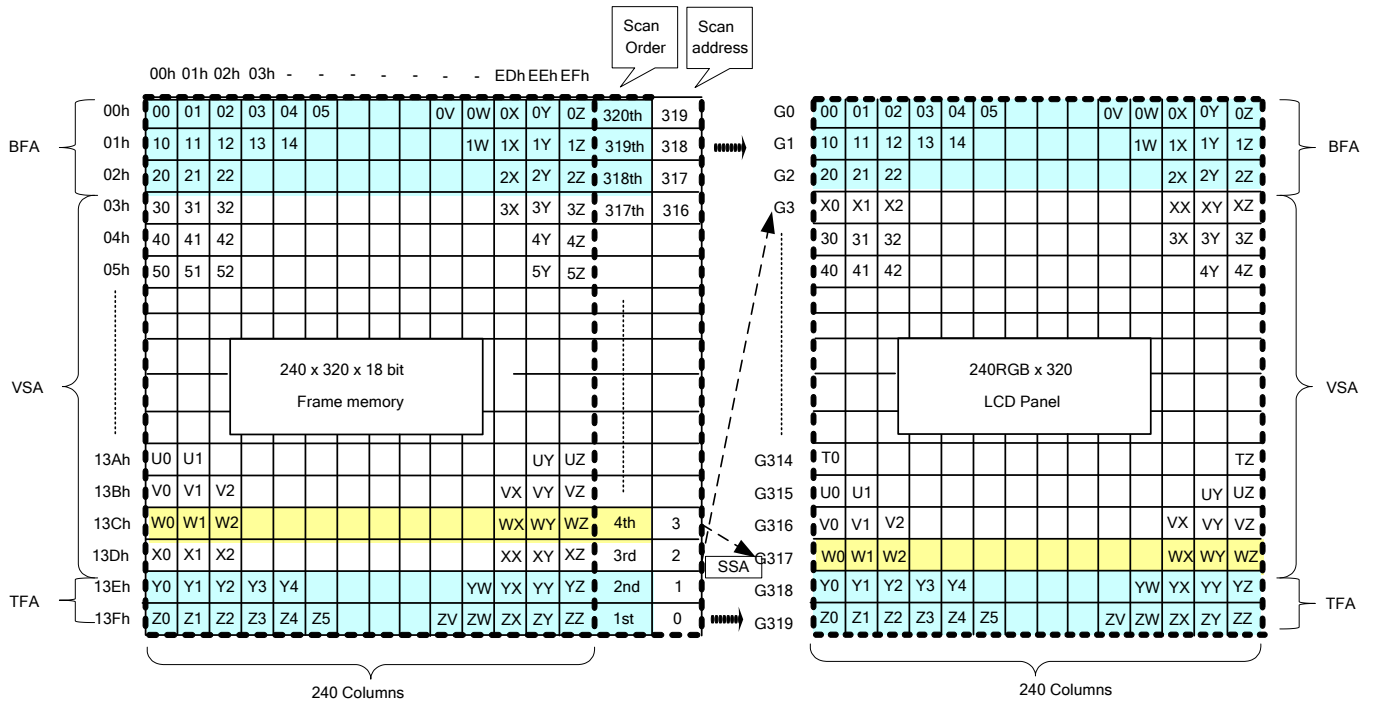 Scan Order
Scan address
00h 01h 02h 03h - - - - - - - EDh EEh EFh
00h 00 01 02 03 04 05 0V 0W 0X 0Y 0Z 320th 319 G0 00 01 02 03 04 05 0V 0W 0X 0Y 0Z
01h 10 11 12 13 14 1W 1X 1Y 1Z 319th 318 G1 10 11 12 13 14 1W 1X 1Y 1Z
BFA BFA
02h 20 21 22 2X 2Y 2Z 318th 317 G2 20 21 22 2X 2Y 2Z
03h 30 31 32 3X 3Y 3Z 317th 316 G3 X0 X1 X2 XX XY XZ
04h 40 41 42 4Y 4Z 30 31 32 3X 3Y 3Z
05h 50 51 52 5Y 5Z 40 41 42 4Y 4Z
240 x 320 x 18 bit
Frame memory
240RGB x 320
LCD Panel
VSA VSA
13Ah U0 U1 UY UZ G314 T0 TZ
13Bh V0 V1 V2 VX VY VZ G315 U0 U1 UY UZ
13Ch W0 W1 W2 WX WY WZ 4th 3 G316 V0 V1 V2 VX VY VZ
13Dh X0 X1 X2 XX XY XZ 3rd 2 SSA G317 W0 W1 W2 WX WY WZ
13Eh Y0 Y1 Y2 Y3 Y4 YW YX YY YZ 2nd 1 G318 Y0 Y1 Y2 Y3 Y4 YW YX YY YZ
TFA TFA
13Fh Z0 Z1 Z2 Z3 Z4 Z5 ZV ZW ZX ZY ZZ 1st 0 G319 Z0 Z1 Z2 Z3 Z4 Z5 ZV ZW ZX ZY ZZ
240 Columns 240 Columns